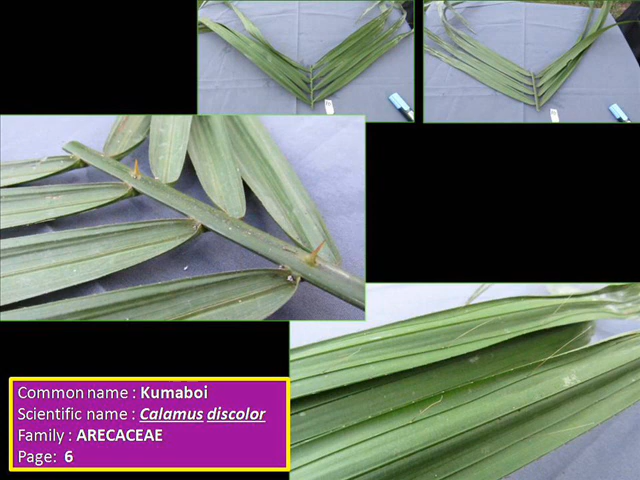 Common name : Kumaboi
Scientific name : Calamus discolor
Family : ARECACEAE
Page: 6